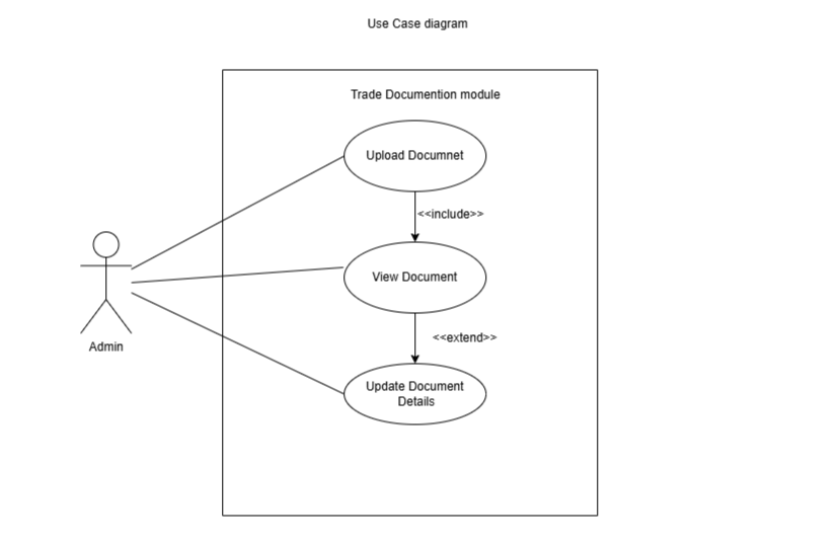 Use Case diagram
Trade Documention module
Upload Documnet
<<include>>
View Document
<<extend>>
Update Document
Details
Admin